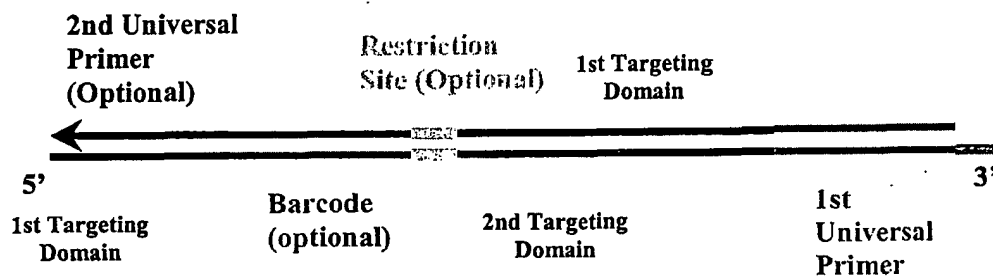 2nd Universal
Primer
(Optional)
Restriction
Site (Optional)
1st Targeting
Domain
5’
3’
1st Targeting
Domain
Barcode
(optional)
2nd Targeting
Domain
1st
Universal
Primer